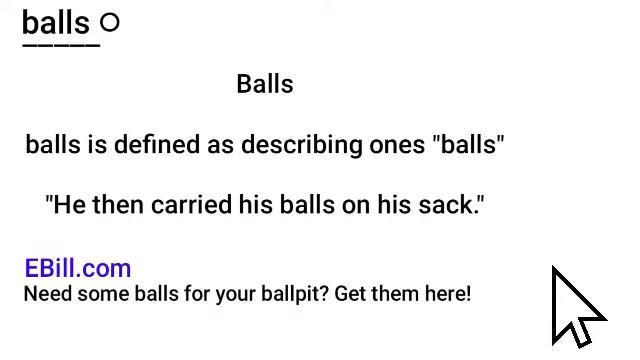 balls
Balls
balls is defined as describing ones "balls"
"He then carried his balls on his sack."
EBill.com
Need some balls for your ballpit? Get them here!